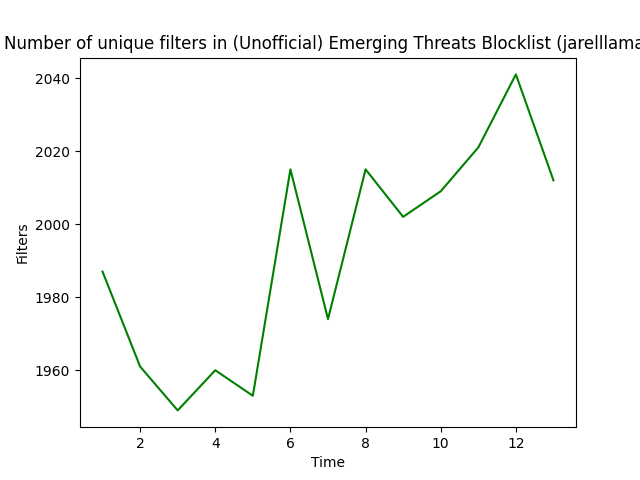 Number of unique filters in (Unofficial) Emerging Threats Blocklist (jarelllama
2040
2020
2000
1980
1960
Filters
2 4 6 8 10 12
Time